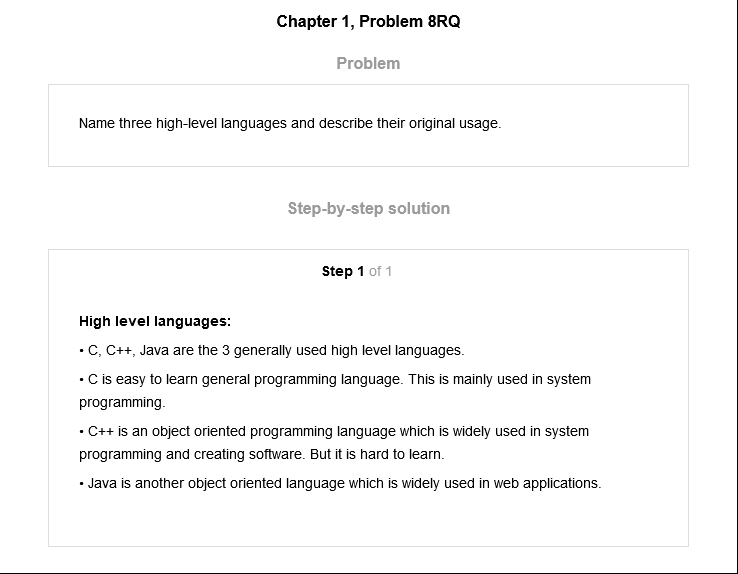 Chapter 1, Problem 8RQ
Problem
Name three high-level languages and describe their original usage.
Step-by-step solution
Step 1 of 1
High level languages:
• C, C++, Java are the 3 generally used high level languages.
• C is easy to learn general programming language. This is mainly used in system
programming.
• C++ is an object oriented programming language which is widely used in system
programming and creating software. But it is hard to learn.
• Java is another object oriented language which is widely used in web applications.